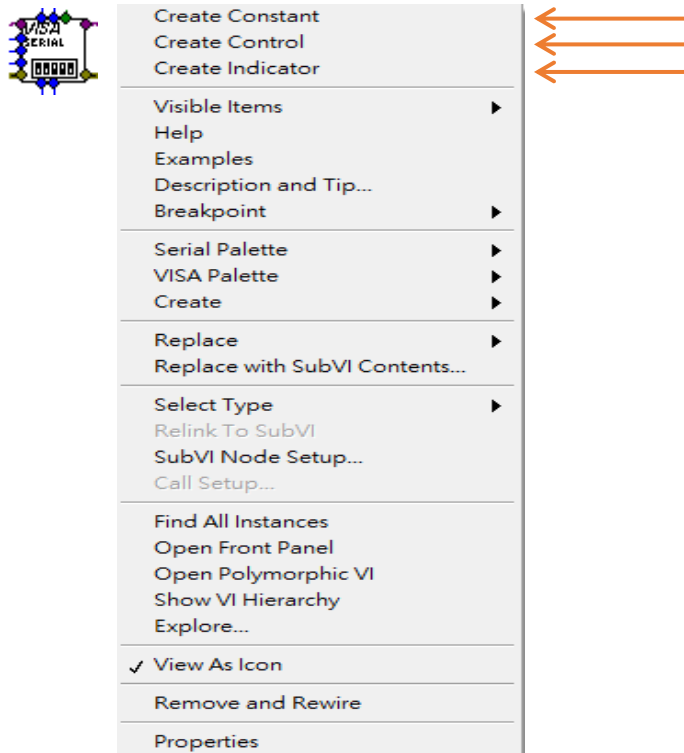 VISA
SERIAL
Create Constant
Create Control
Create Indicator
Visible Items
Help
Examples
Description and Tip...
Breakpoint
Serial Palette
VISA Palette
Create
Replace
Replace with SubVI Contents...
Select Type
Relink To SubVI
SubVI Node Setup...
Call Setup...
Find All Instances
Open Front Panel
Open Polymorphic VI
Show VI Hierarchy
Explore...
View As Icon
Remove and Rewire
Properties